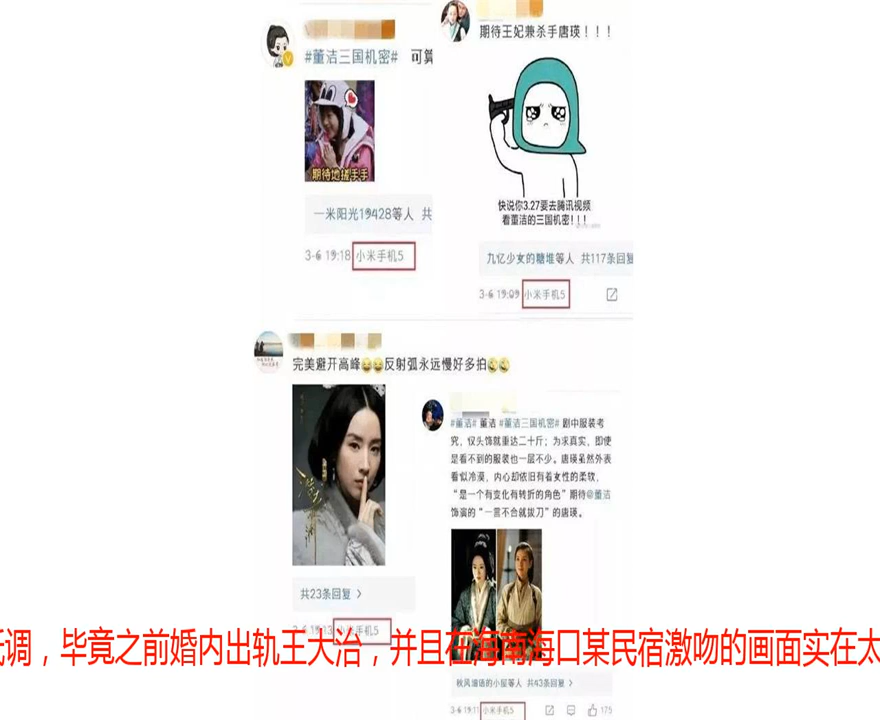 #董洁三国机密# 可算
期待地搓手手
一米阳光19428等人 共
3-6 19:18 小米手机5
期待王妃兼杀手唐瑛！！！
快说你3.27要去腾讯视频
看董洁的三国机密!!!
九忆少女的糖堆等人 共117条回复
3-6 19:09 小米手机5
完美避开高峰😂😂反射弧永远慢好多拍
共23条回复 >
小米手机5
#董洁# 董洁 #董洁三国机密# 剧中服装考
究，仅头饰就重达二十斤；为求真实，即使
是看不到的服装也一层不少。唐瑛虽然外表
看似冷漠，内心却依旧有着女性的柔软，
“是一个有变化有转折的角色”期待@董洁
饰演的“一言不合就拔刀”的唐瑛。
低调，毕竟之前婚内出轨王大治，并且在海南海口某民宿激吻的画面实在太
等人 共43条回复 >
3-6 19:11 小米手机5 175